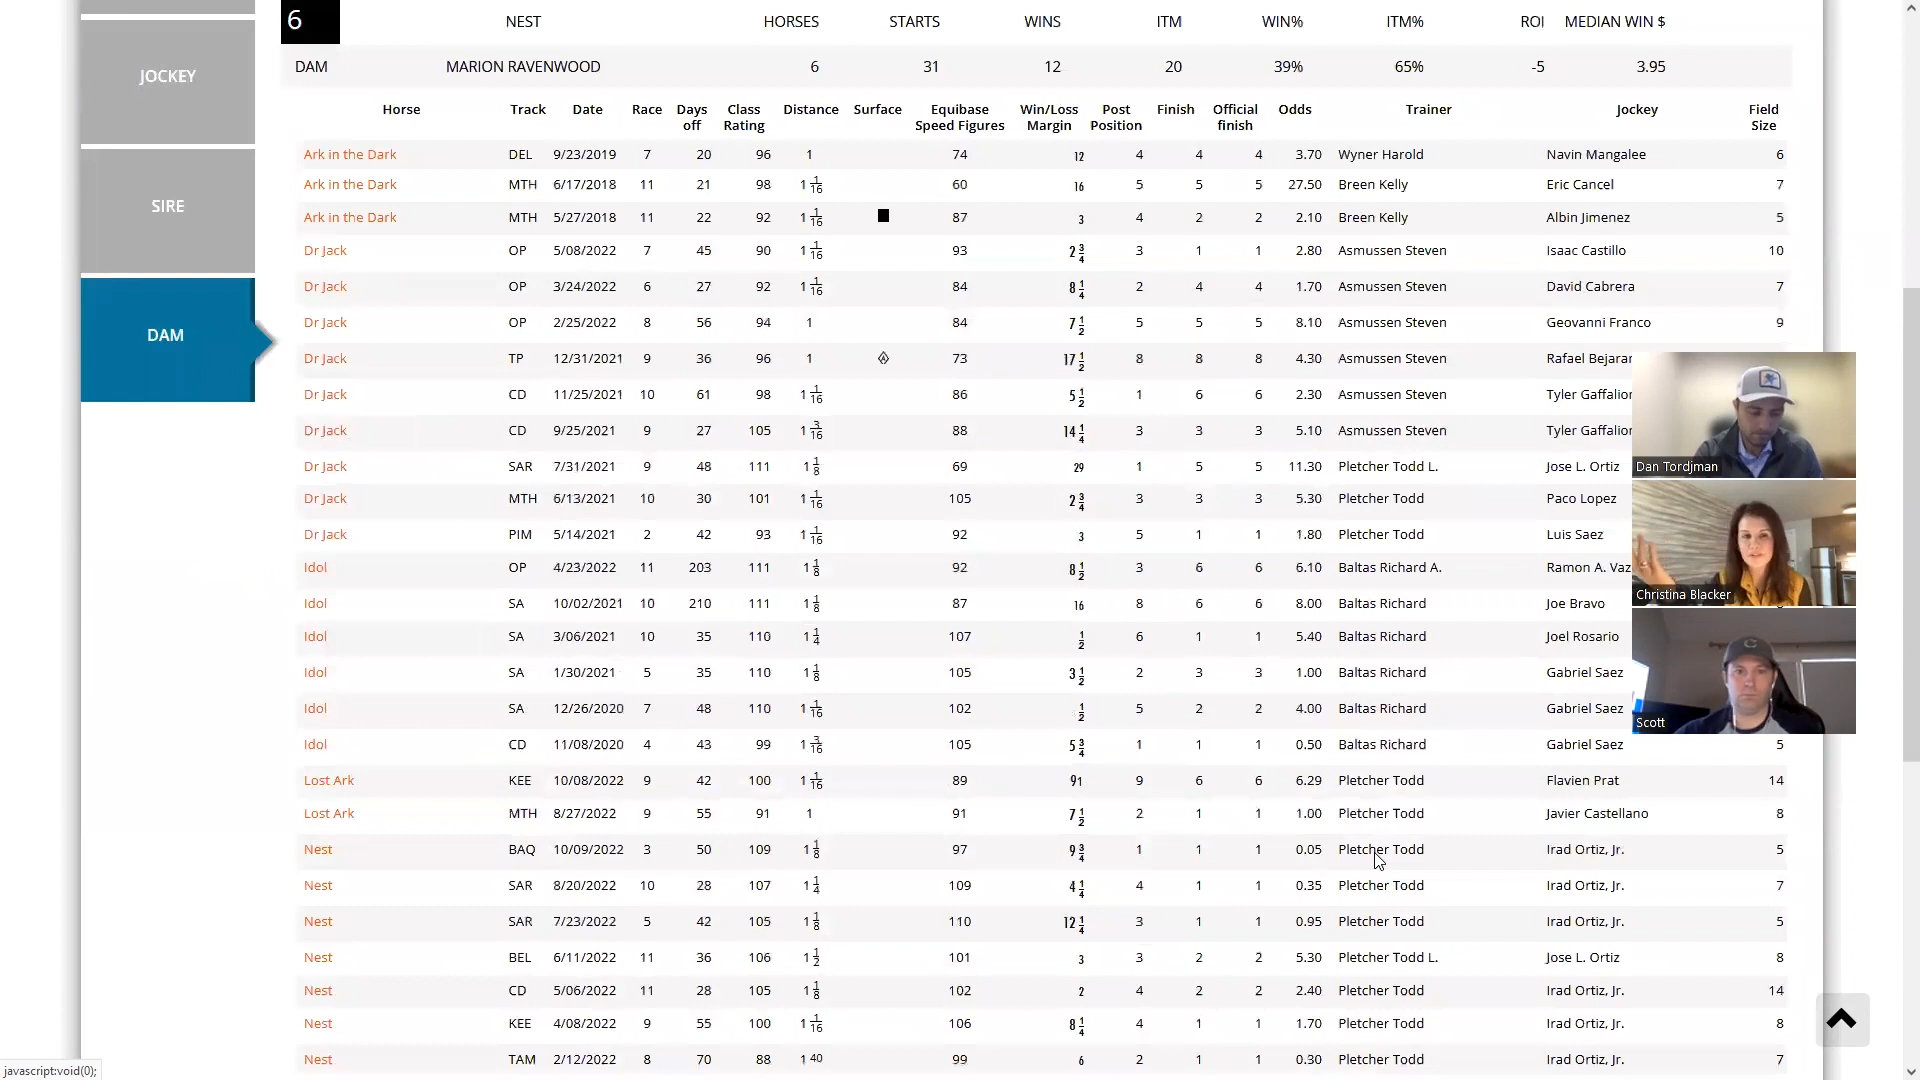 6 NEST HORSES STARTS WINS ITM WIN% ITM% ROI MEDIAN WIN $
JOCKEY
SIRE
DAM
DAM MARION RAVENWOOD 6 31 12 20 39% 65% -5 3.95
Horse Track Date Race Days off Class Rating Distance Surface Equibase Speed Figures Win/Loss Margin Post Position Finish Official finish Odds Trainer Jockey Field Size
Ark in the Dark DEL 9/23/2019 7 20 96 1 74 12 4 4 4 3.70 Wyner Harold Navin Mangalee 6
Ark in the Dark MTH 6/17/2018 11 21 98 1 1/16 60 16 5 5 5 27.50 Breen Kelly Eric Cancel 7
Ark in the Dark MTH 5/27/2018 11 22 92 1 1/16 87 3 4 2 2 2.10 Breen Kelly Albin Jimenez 5
Dr Jack OP 5/08/2022 7 45 90 1 1/16 93 2 3/4 3 1 1 2.80 Asmussen Steven Isaac Castillo 10
Dr Jack OP 3/24/2022 6 27 92 1 1/16 84 8 1/4 2 4 4 1.70 Asmussen Steven David Cabrera 7
Dr Jack OP 2/25/2022 8 56 94 1 84 7 1/2 5 5 5 8.10 Asmussen Steven Geovanni Franco 9
Dr Jack TP 12/31/2021 9 36 96 1 A 73 17 1/2 8 8 8 4.30 Asmussen Steven Rafael Bejarar
Dr Jack CD 11/25/2021 10 61 98 1 1/16 86 5 1/2 1 6 6 2.30 Asmussen Steven Tyler Gaffalior
Dr Jack CD 9/25/2021 9 27 105 1 3/16 88 14 1/4 3 3 3 5.10 Asmussen Steven Tyler Gaffalior
Dr Jack SAR 7/31/2021 9 48 111 1 1/8 69 29 1 5 5 11.30 Pletcher Todd L. Jose L. Ortiz
Dr Jack MTH 6/13/2021 10 30 101 1 1/16 105 2 3/4 3 3 3 5.30 Pletcher Todd Paco Lopez
Dr Jack PIM 5/14/2021 2 42 93 1 1/16 92 3 5 1 1 1.80 Pletcher Todd Luis Saez
Idol OP 4/23/2022 11 203 111 1 1/8 92 8 1/2 3 6 6 6.10 Baltas Richard A. Ramon A. Vaz
Idol SA 10/02/2021 10 210 111 1 1/8 87 16 8 6 6 8.00 Baltas Richard Joe Bravo
Idol SA 3/06/2021 10 35 110 1 1/4 107 1/2 6 1 1 5.40 Baltas Richard Joel Rosario
Idol SA 1/30/2021 5 35 110 1 1/8 105 3 1/2 2 3 3 1.00 Baltas Richard Gabriel Saez
Idol SA 12/26/2020 7 48 110 1 1/16 102 1/2 5 2 2 4.00 Baltas Richard Gabriel Saez
Idol CD 11/08/2020 4 43 99 1 3/16 105 5 3/4 1 1 1 0.50 Baltas Richard Gabriel Saez 5
Lost Ark KEE 10/08/2022 9 42 100 1 1/16 89 91 9 6 6 6.29 Pletcher Todd Flavien Prat 14
Lost Ark MTH 8/27/2022 9 55 91 1 91 7 1/2 2 1 1 1.00 Pletcher Todd Javier Castellano 8
Nest BAQ 10/09/2022 3 50 109 1 1/8 97 9 3/4 1 1 1 0.05 Pletcher Todd Irad Ortiz, Jr. 5
Nest SAR 8/20/2022 10 28 107 1 1/4 109 4 1/4 4 1 1 0.35 Pletcher Todd Irad Ortiz, Jr. 7
Nest SAR 7/23/2022 5 42 105 1 1/8 110 12 1/4 3 1 1 0.95 Pletcher Todd Irad Ortiz, Jr. 5
Nest BEL 6/11/2022 11 36 106 1 1/2 101 3 3 2 2 5.30 Pletcher Todd L. Jose L. Ortiz 8
Nest CD 5/06/2022 11 28 105 1 1/8 102 2 4 2 2 2.40 Pletcher Todd Irad Ortiz, Jr. 14
Nest KEE 4/08/2022 9 55 100 1 1/16 106 8 1/4 4 1 1 1.70 Pletcher Todd Irad Ortiz, Jr. 8
Nest TAM 2/12/2022 8 70 88 1 40 99 6 2 1 1 0.30 Pletcher Todd Irad Ortiz, Jr. 7
Dan Tordjman
Christina Blacker
Scott
javascript:void(0);